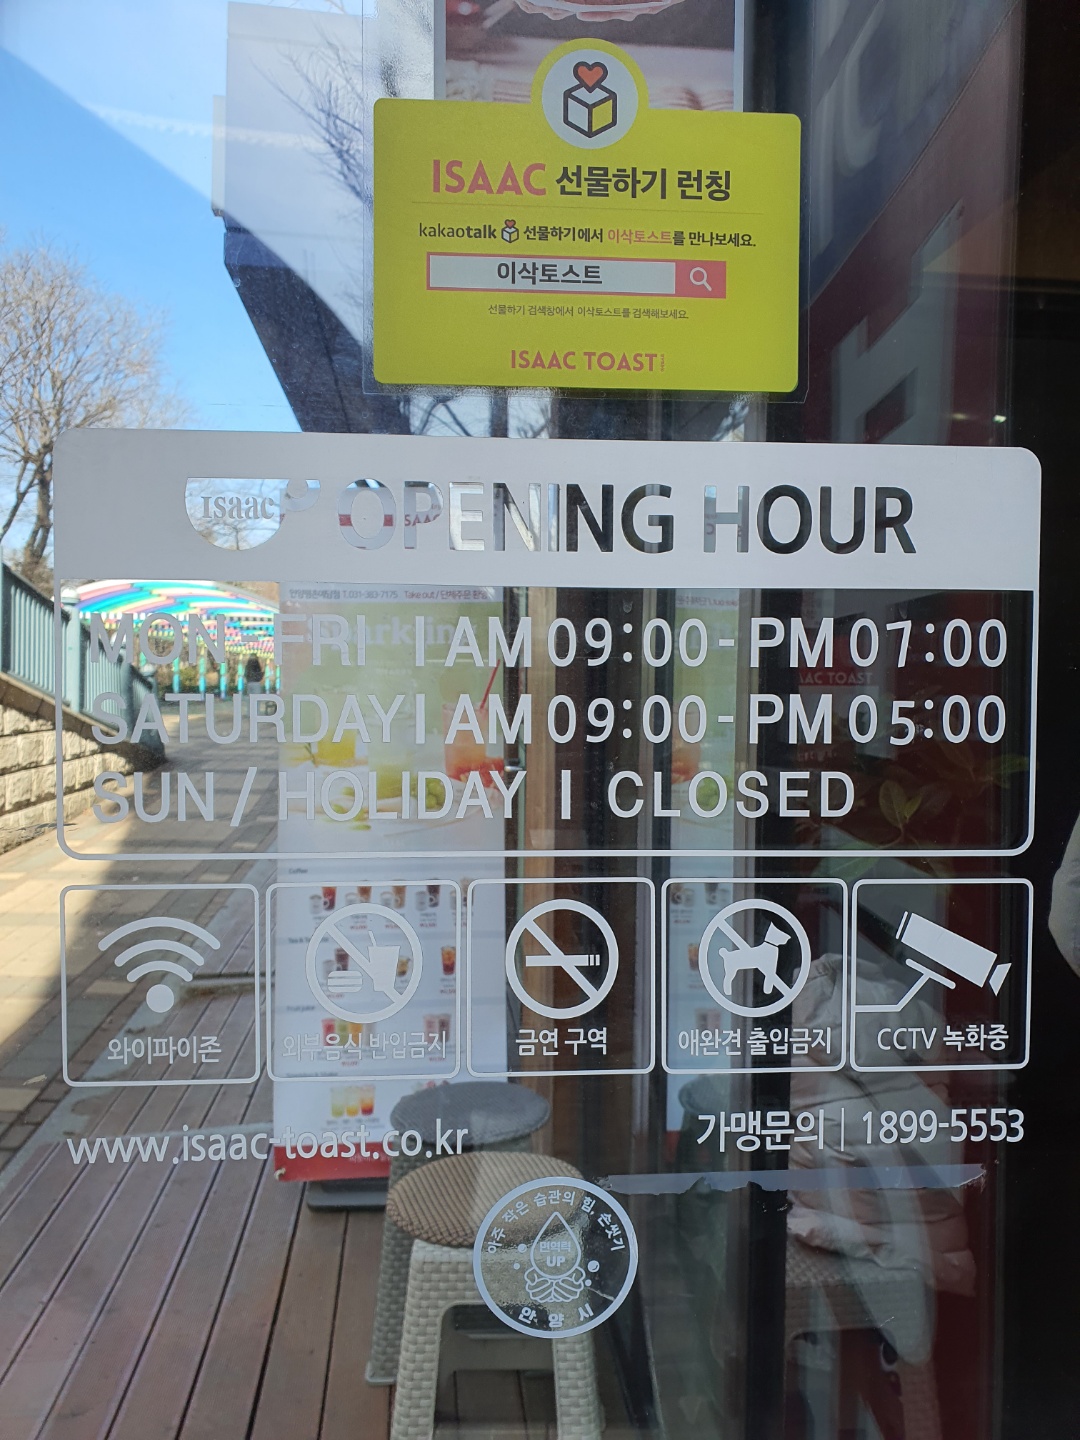 ISAAC 선물하기 런칭
kakaotalk 선물하기에서 이삭토스트를 만나보세요.
이삭토스트
선물하기 검색창에서 이삭토스트를 검색해보세요.
ISAAC TOAST
Isaac OPENING HOUR
MON - FRI | AM 09:00 - PM 07:00
SATURDAY | AM 09:00 - PM 05:00
SUN / HOLIDAY | CLOSED
와이파이존
외부 음식 반입금지
금연 구역
애완견 출입금지
CCTV 녹화중
www.isaac-toast.co.kr
가맹문의 | 1899-5553
아주 작은 습관의 힘, 손씻기
면역력
UP
안양시